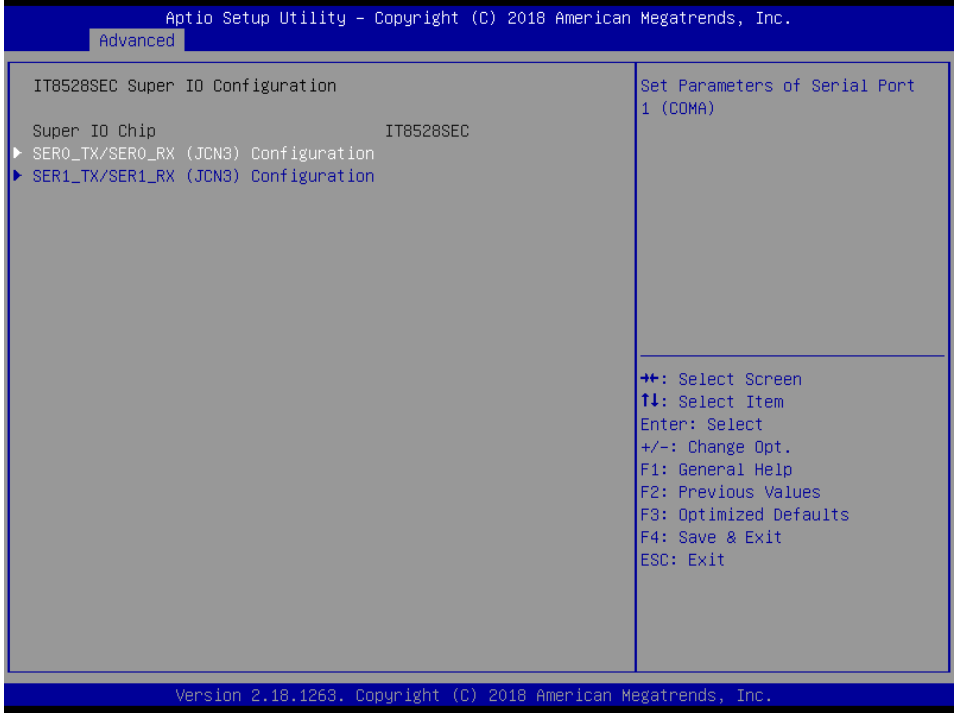 Aptio Setup Utility – Copyright (C) 2018 American Megatrends, Inc.
Advanced
IT8528SEC Super IO Configuration
Super IO Chip IT8528SEC
▶ SER0_TX/SER0_RX (JCN3) Configuration
▶ SER1_TX/SER1_RX (JCN3) Configuration
Set Parameters of Serial Port
1 (COMA)
→←: Select Screen
↑↓: Select Item
Enter: Select
+/-: Change Opt.
F1: General Help
F2: Previous Values
F3: Optimized Defaults
F4: Save & Exit
ESC: Exit
Version 2.18.1263. Copyright (C) 2018 American Megatrends, Inc.